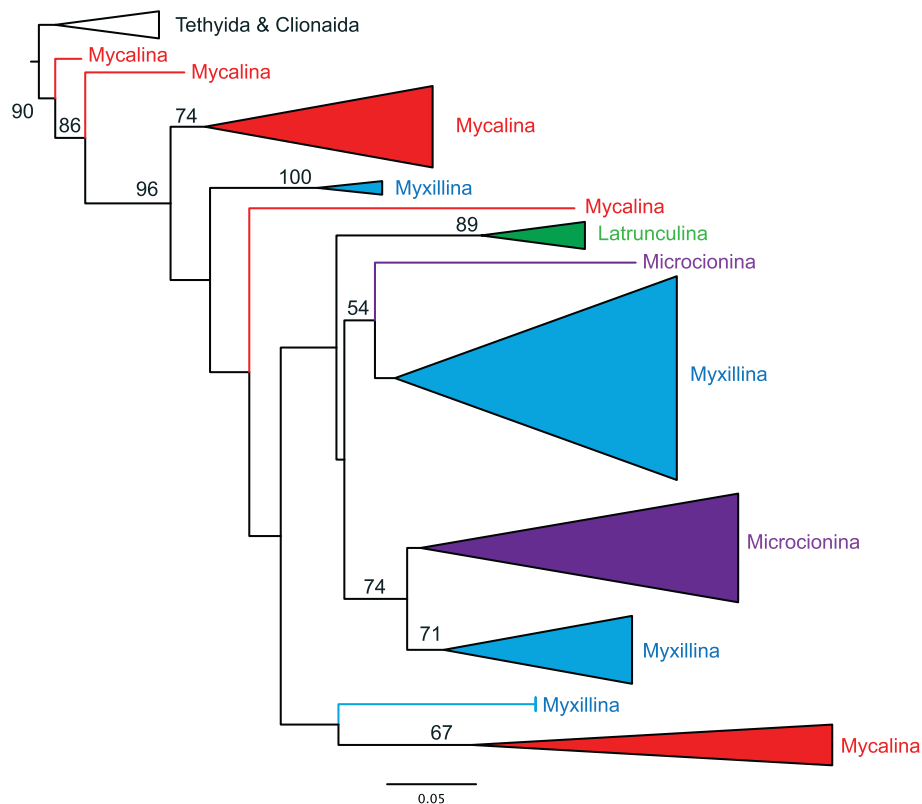 Tethyida & Clionaida
Mycalina
Mycalina
90
86
74
Mycalina
96
100
Myxillina
Mycalina
89
Latrunculina
Microcionina
54
Myxillina
Microcionina
74
71
Myxillina
Myxillina
67
Mycalina
0.05